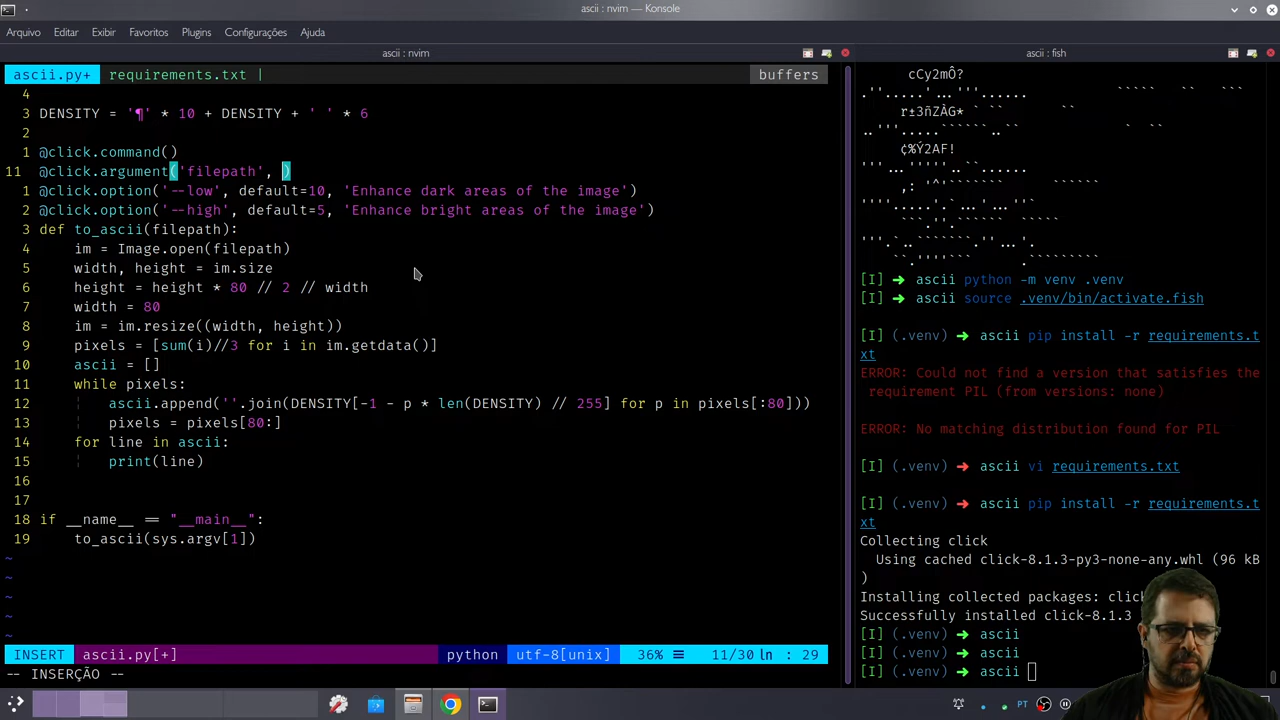 ascii : nvim — Konsole
Arquivo Editar Exibir Favoritos Plugins Configurações Ajuda
ascii : nvim
ascii.py+ requirements.txt | buffers
4
3 DENSITY = '¶' * 10 + DENSITY + ' ' * 6
2
1 @click.command()
11 @click.argument('filepath', )
1 @click.option('--low', default=10, 'Enhance dark areas of the image')
2 @click.option('--high', default=5, 'Enhance bright areas of the image')
3 def to_ascii(filepath):
4 im = Image.open(filepath)
5 width, height = im.size
6 height = height * 80 // 2 // width
7 width = 80
8 im = im.resize((width, height))
9 pixels = [sum(i)//3 for i in im.getdata()]
10 ascii = []
11 while pixels:
12 ascii.append(''.join(DENSITY[-1 - p * len(DENSITY) // 255] for p in pixels[:80]))
13 pixels = pixels[80:]
14 for line in ascii:
15 print(line)
16
17
18 if __name__ == "__main__":
19 to_ascii(sys.argv[1])
~
~
~
~
~
INSERT ascii.py[+] python utf-8[unix] 36% ☰ 11/30 ln : 29
-- INSERÇÃO --
ascii : fish
cCy2mÔ?
r±3ñZÀG*
¢%Ý2AF!
[I] ➜ ascii python -m venv .venv
[I] ➜ ascii source .venv/bin/activate.fish
[I] (.venv) ➜ ascii pip install -r requirements.t
xt
ERROR: Could not find a version that satisfies the
requirement PIL (from versions: none)
ERROR: No matching distribution found for PIL
[I] (.venv) ➜ ascii vi requirements.txt
[I] (.venv) ➜ ascii pip install -r requirements.t
xt
Collecting click
Using cached click-8.1.3-py3-none-any.whl (96 kB
)
Installing collected packages: click
Successfully installed click-8.1.3
[I] (.venv) ➜ ascii
[I] (.venv) ➜ ascii
[I] (.venv) ➜ ascii
PT